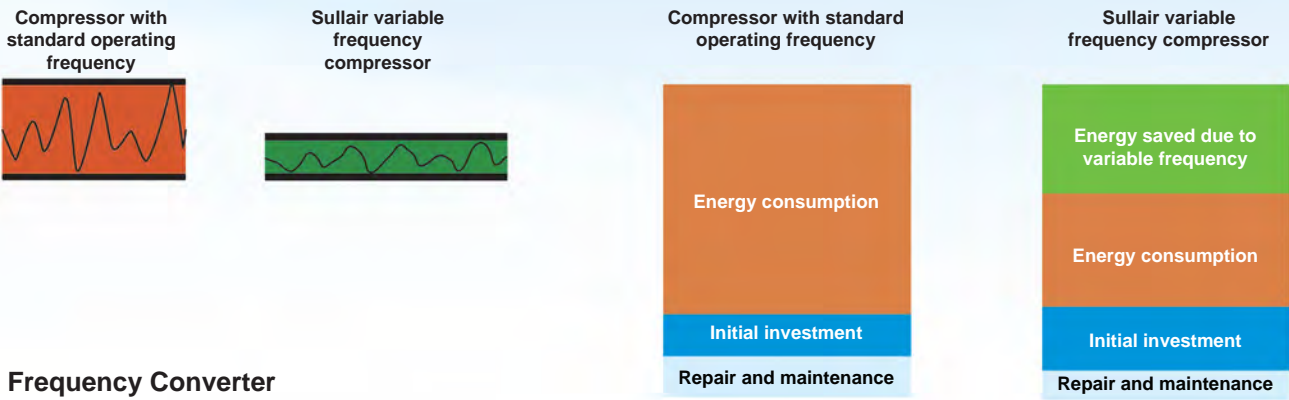 Compressor with
standard operating
frequency
Sullair variable
frequency
compressor
Compressor with standard
operating frequency
Sullair variable
frequency compressor
Energy consumption
Initial investment
Repair and maintenance
Energy saved due to
variable frequency
Energy consumption
Initial investment
Repair and maintenance
Frequency Converter